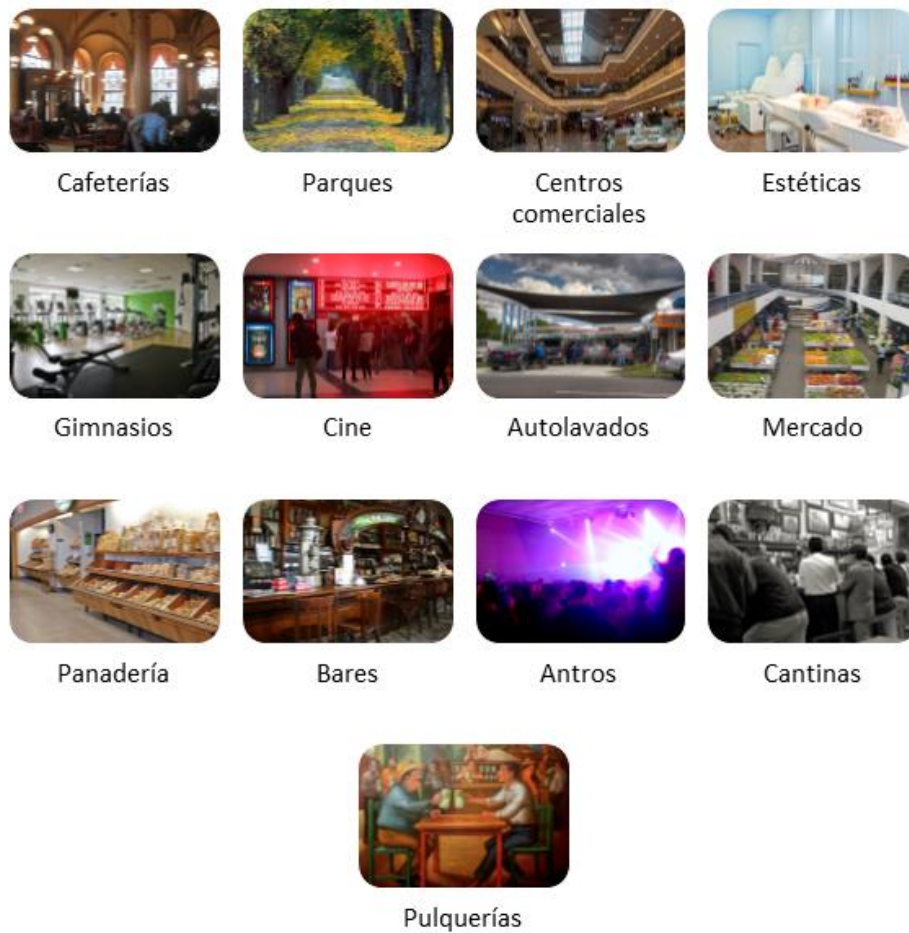 Cafeterías
Parques
Centros
comerciales
Estéticas
Gimnasios
Cine
Autolavados
Mercado
Panadería
Bares
Antros
Cantinas
Pulquerías